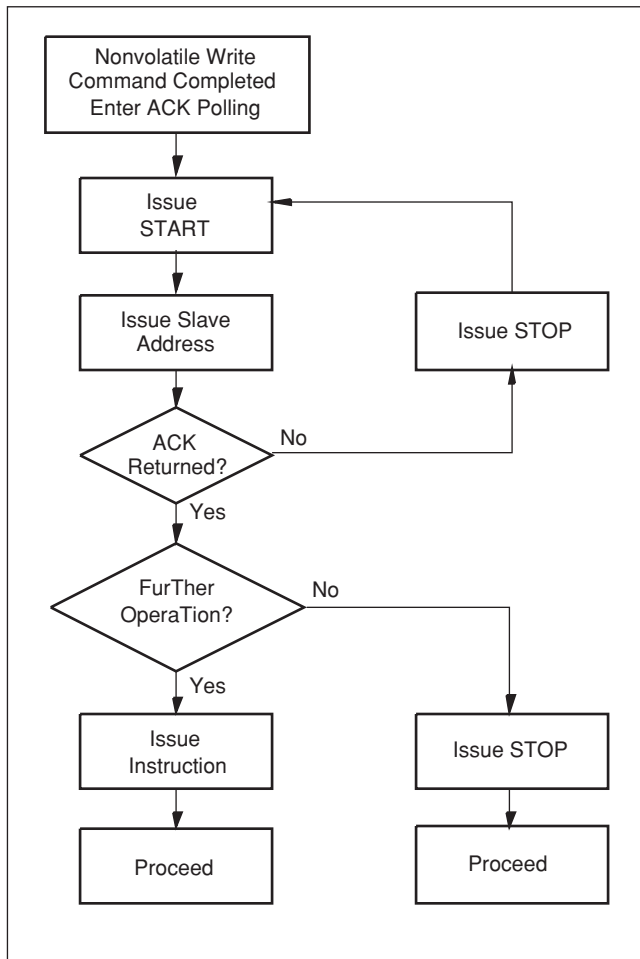 Nonvolatile Write
Command Completed
Enter ACK Polling
Issue
START
Issue Slave
Address
Issue STOP
ACK
Returned?
No
Yes
FurTher
OperaTion?
No
Yes
Issue
Instruction
Issue STOP
Proceed
Proceed